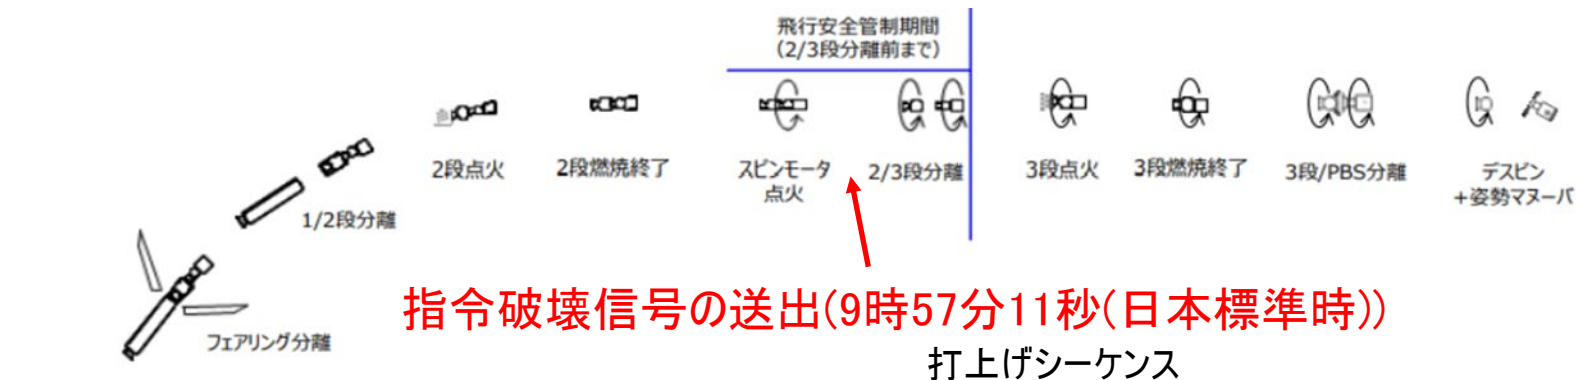 飛行安全管制期間
(2/3段分離前まで)
2段点火
2段燃焼終了
スピンモータ
点火
2/3段分離
3段点火
3段燃焼終了
3段/PBS分離
デスピン
+姿勢マヌーバ
1/2段分離
フェアリング分離
指令破壊信号の送出(9時57分11秒(日本標準時))
打上げシーケンス